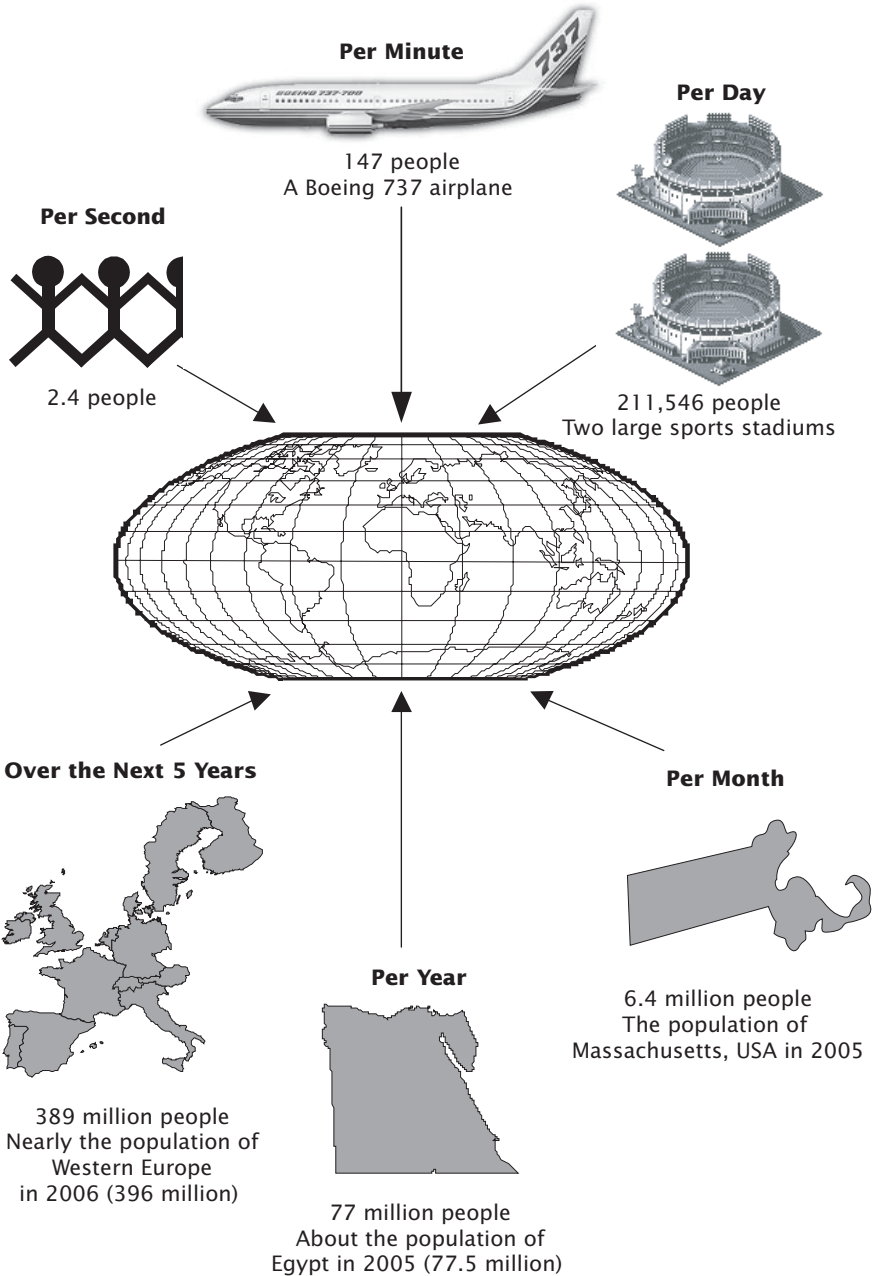 Per Minute
BOEING 737-700
737
147 people
A Boeing 737 airplane
Per Day
211,546 people
Two large sports stadiums
Per Second
2.4 people
Over the Next 5 Years
389 million people
Nearly the population of
Western Europe
in 2006 (396 million)
Per Year
77 million people
About the population of
Egypt in 2005 (77.5 million)
Per Month
6.4 million people
The population of
Massachusetts, USA in 2005